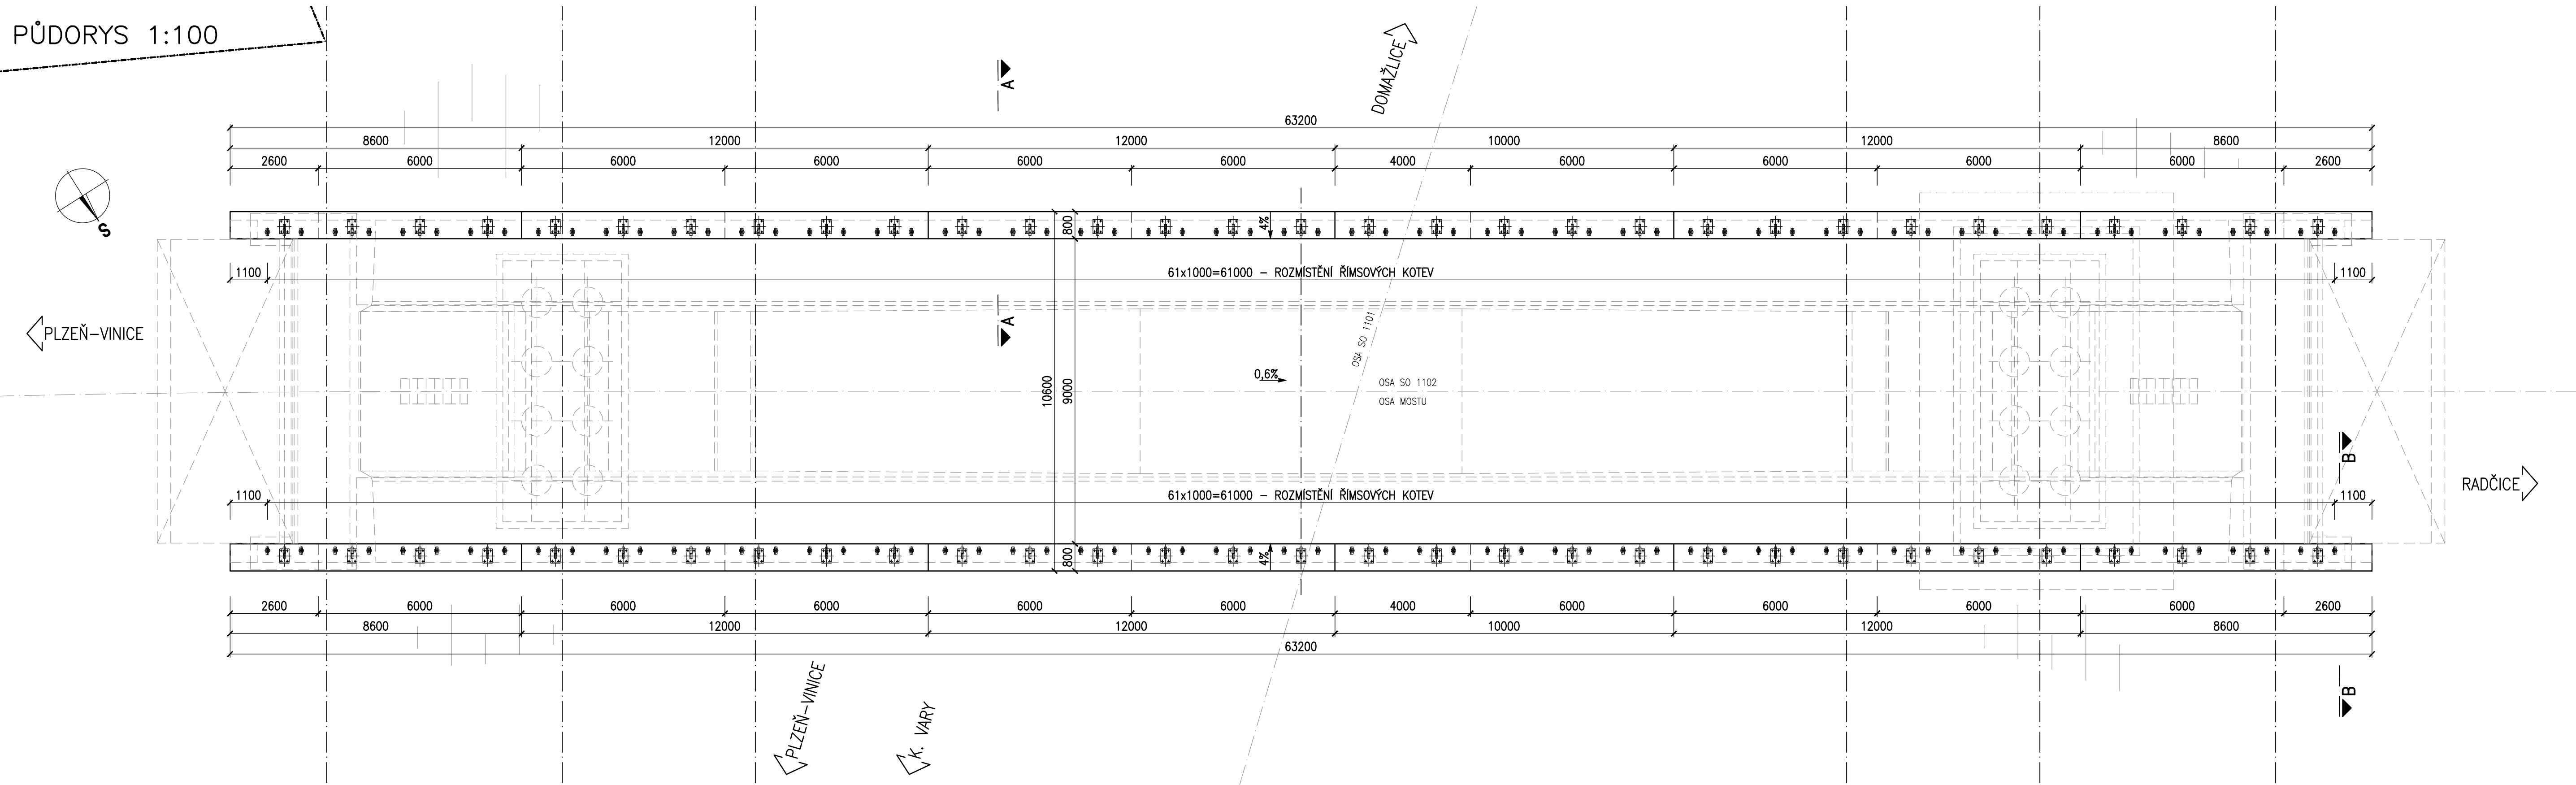 PŮDORYS 1:100
A
DOMAŽLICE
63200
8600 12000 12000 10000 12000 8600
2600 6000 6000 6000 6000 6000 4000 6000 6000 6000 6000 2600
S
800
4%
1100 61x1000=61000 – ROZMÍSTĚNÍ ŘÍMSOVÝCH KOTEV 1100
A
OSA SO 1101
PLZEŇ–VINICE
10600
9000
0,6%
OSA SO 1102
OSA MOSTU
B
RADČICE
1100 61x1000=61000 – ROZMÍSTĚNÍ ŘÍMSOVÝCH KOTEV 1100
800
4%
2600 6000 6000 6000 6000 6000 4000 6000 6000 6000 6000 2600
8600 12000 12000 10000 12000 8600
63200
B
PLZEŇ–VINICE
K. VARY